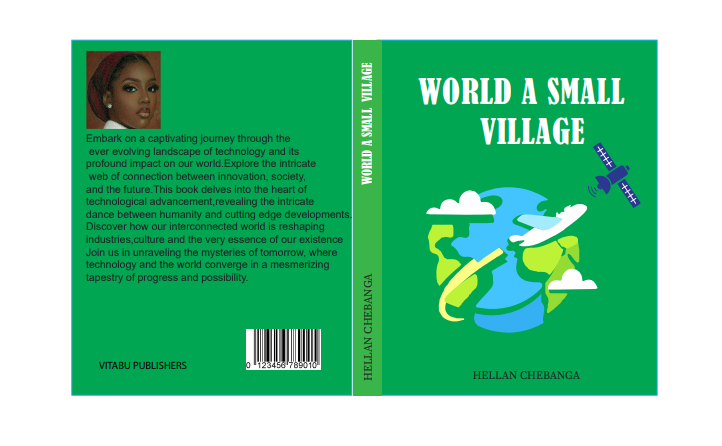 Embark on a captivating journey through the
ever evolving landscape of technology and its
profound impact on our world.Explore the intricate
web of connection between innovation, society,
and the future.This book delves into the heart of
technological advancement,revealing the intricate
dance between humanity and cutting edge developments.
Discover how our interconnected world is reshaping
industries,culture and the very essence of our existence
Join us in unraveling the mysteries of tomorrow, where
technology and the world converge in a mesmerizing
tapestry of progress and possibility.
VITABU PUBLISHERS
0 123456 789010
WORLD A SMALL VILLAGE
HELLAN CHEBANGA
WORLD A SMALL
VILLAGE
HELLAN CHEBANGA